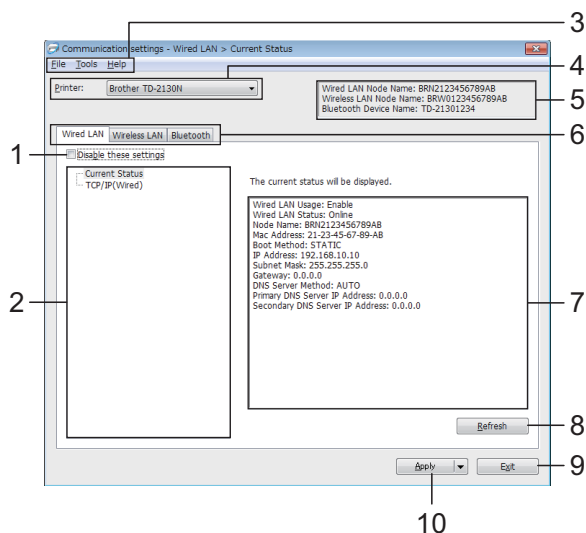 3
Communication settings - Wired LAN > Current Status
File Tools Help
4
Printer: Brother TD-2130N
Wired LAN Node Name: BRN2123456789AB
Wireless LAN Node Name: BRW0123456789AB
Bluetooth Device Name: TD-21301234
5
6
Wired LAN Wireless LAN Bluetooth
1
Disable these settings
Current Status
TCP/IP(Wired)
The current status will be displayed.
Wired LAN Usage: Enable
Wired LAN Status: Online
Node Name: BRN2123456789AB
Mac Address: 21-23-45-67-89-AB
Boot Method: STATIC
IP Address: 192.168.10.10
Subnet Mask: 255.255.255.0
Gateway: 0.0.0.0
DNS Server Method: AUTO
Primary DNS Server IP Address: 0.0.0.0
Secondary DNS Server IP Address: 0.0.0.0
2
7
Refresh
8
Apply
Exit
9
10